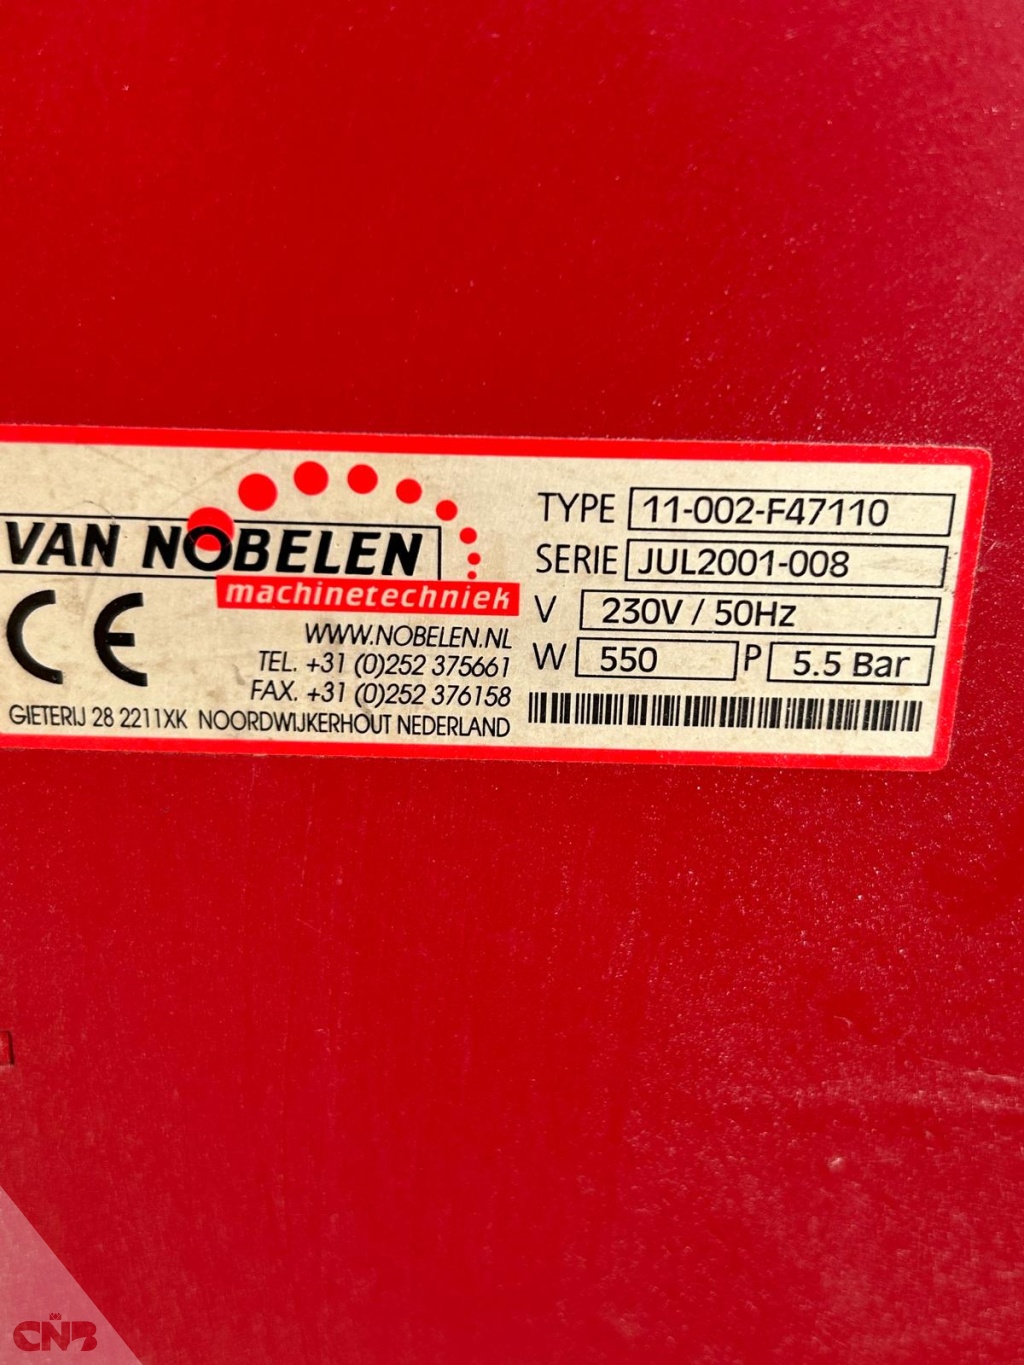 VAN NOBELEN
machinetechniek
CE
WWW.NOBELEN.NL
TEL. +31 (0)252 375661
FAX. +31 (0)252 376158
GIETERIJ 28 2211XK NOORDWIJKERHOUT NEDERLAND
TYPE 11-002-F47110
SERIE JUL2001-008
V 230V / 50Hz
W 550 P 5.5 Bar
CNB